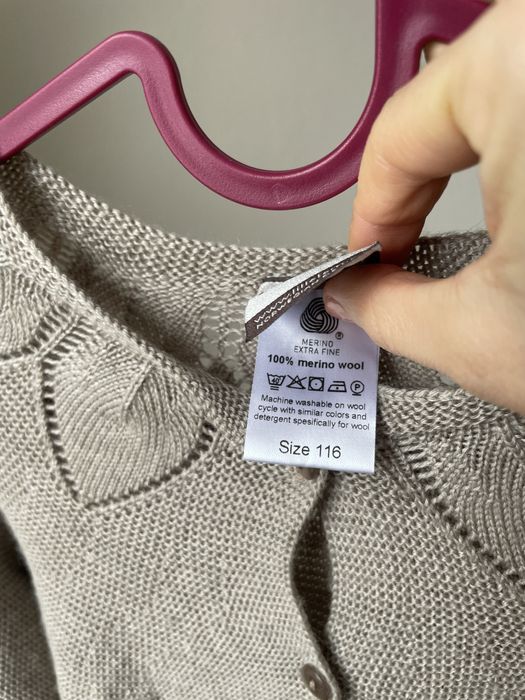 MERINO
EXTRA FINE
100% merino wool
40
P
Machine washable on wool
cycle with similar colors and
detergent spesifically for wool
Size 116
®